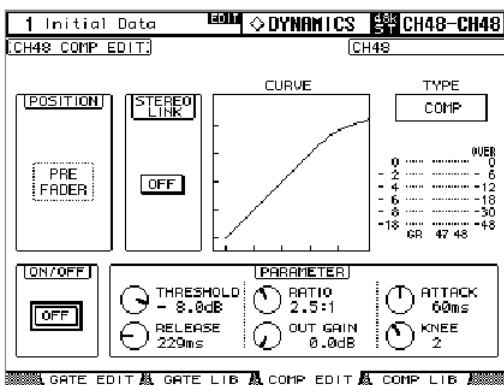 1 Initial Data EDIT ◇DYNAMICS 48K ST CH48-CH48
CH48 COMP EDIT CH48
CURVE TYPE
POSITION STEREO LINK COMP
PRE FADER OFF
OVER
0 0
- 2 - 6
- 4 -12
- 6 -18
- 8 -30
-18 -48
GR 47 48
ON/OFF PARAMETER
OFF
THRESHOLD RATIO ATTACK
- 8.0dB 2.5:1 60ms
RELEASE OUT GAIN KNEE
229ms 0.0dB 2
GATE EDIT GATE LIB COMP EDIT COMP LIB